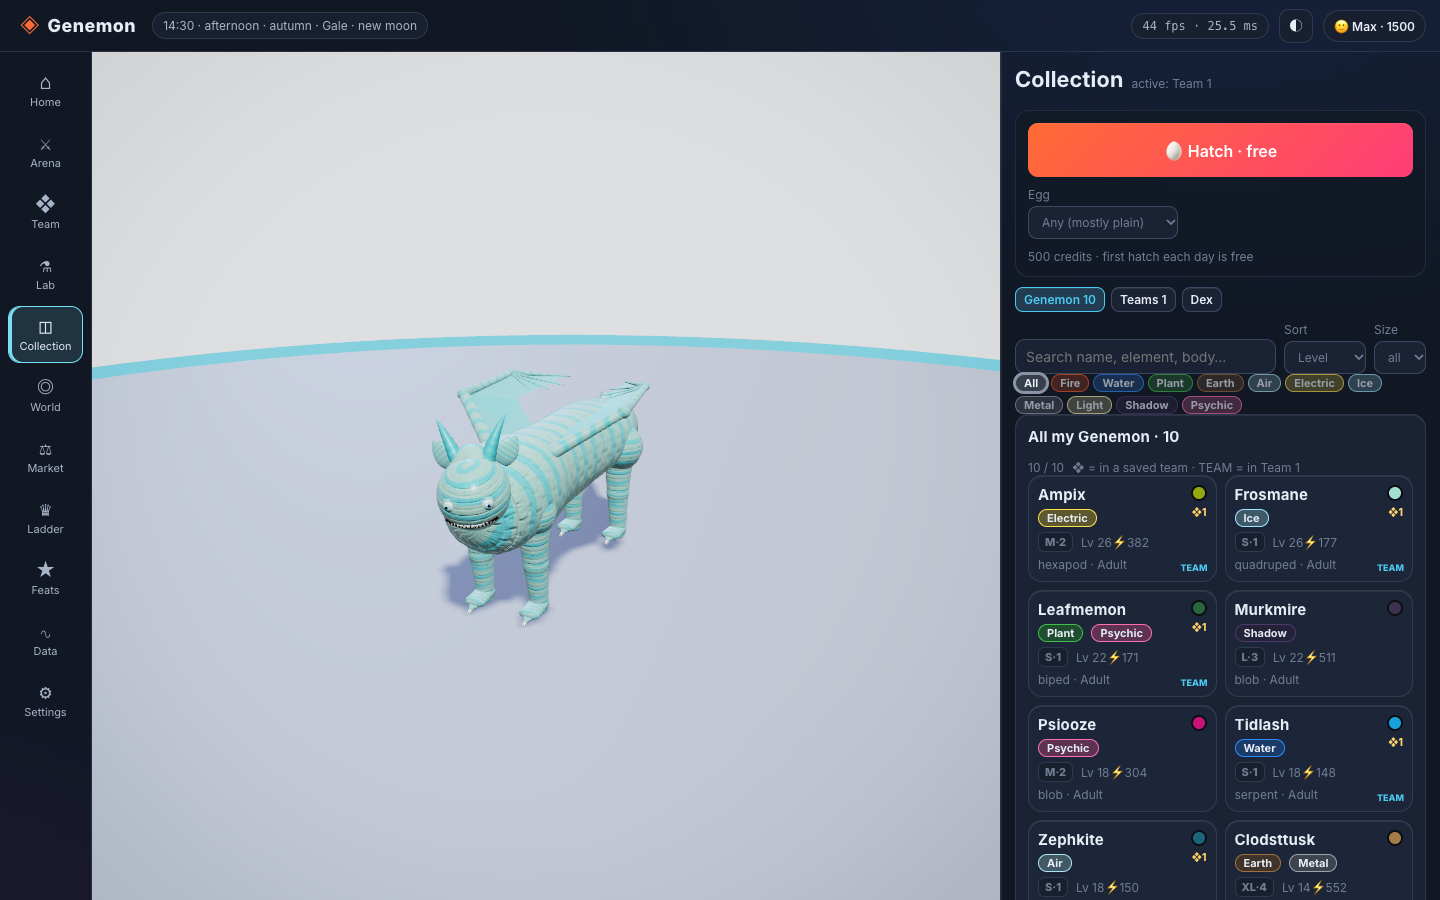 Genemon
14:30 · afternoon · autumn · Gale · new moon
44 fps · 25.5 ms
Max · 1500
Home
Arena
Team
Lab
Collection
World
Market
Ladder
Feats
Data
Settings
Collection active: Team 1
Hatch · free
Egg
Any (mostly plain)
500 credits · first hatch each day is free
Genemon 10 Teams 1 Dex
Sort Size
Search name, element, body... Level all
All Fire Water Plant Earth Air Electric Ice
Metal Light Shadow Psychic
All my Genemon · 10
10 / 10 ❖ = in a saved team · TEAM = in Team 1
Ampix
Electric ❖1
M·2 Lv 26⚡382
hexapod · Adult TEAM
Frosmane
Ice ❖1
S·1 Lv 26⚡177
quadruped · Adult TEAM
Leafmemon
Plant Psychic ❖1
S·1 Lv 22⚡171
biped · Adult TEAM
Murkmire
Shadow
L·3 Lv 22⚡511
blob · Adult
Psiooze
Psychic
M·2 Lv 18⚡304
blob · Adult
Tidlash
Water ❖1
S·1 Lv 18⚡148
serpent · Adult TEAM
Zephkite
Air ❖1
S·1 Lv 18⚡150
Clodsttusk
Earth Metal
XL·4 Lv 14⚡552